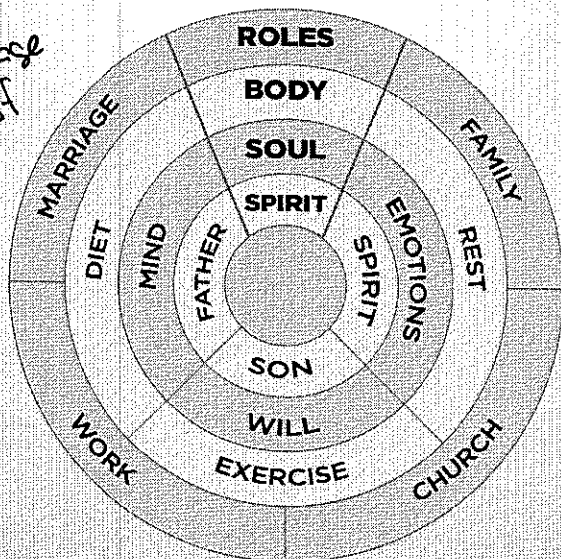 ROLES
BODY
SOUL
SPIRIT
MARRIAGE
FAMILY
DIET
MIND
FATHER
SPIRIT
EMOTIONS
REST
SON
WILL
EXERCISE
WORK
CHURCH